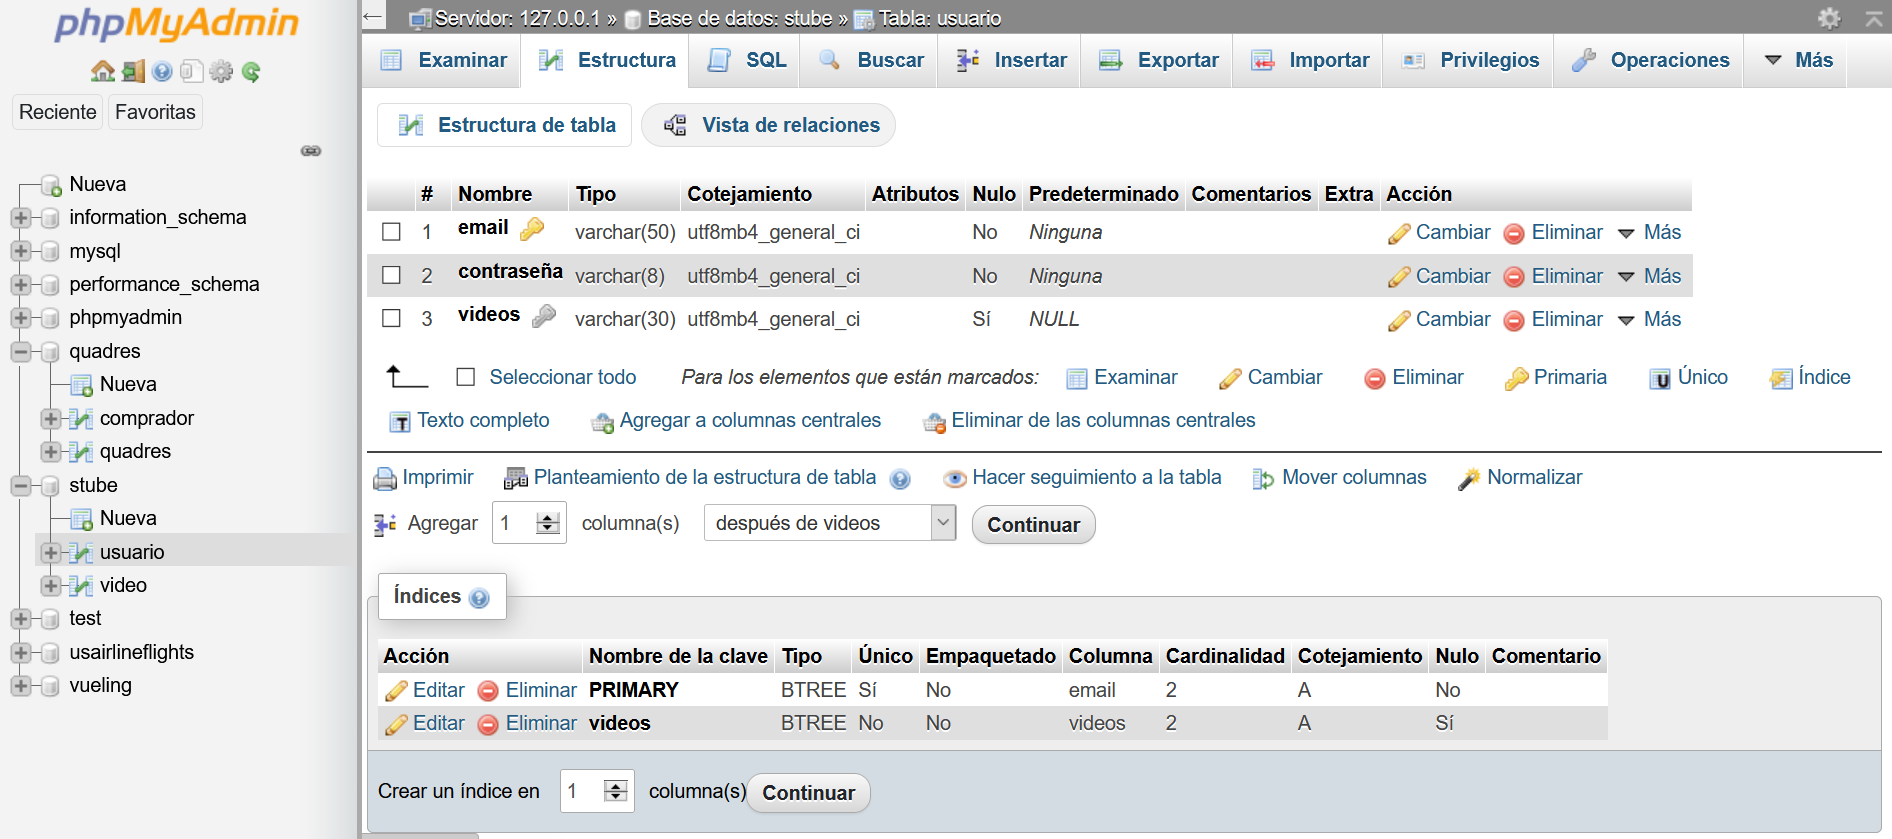 phpMyAdmin
Reciente Favoritas
Nueva
information_schema
mysql
performance_schema
phpmyadmin
quadres
Nueva
comprador
quadres
stube
Nueva
usuario
video
test
usairlineflights
vueling
← Servidor: 127.0.0.1 » Base de datos: stube » Tabla: usuario
Examinar Estructura SQL Buscar Insertar Exportar Importar Privilegios Operaciones Más
Estructura de tabla Vista de relaciones
# Nombre Tipo Cotejamiento Atributos Nulo Predeterminado Comentarios Extra Acción
1 email varchar(50) utf8mb4_general_ci No Ninguna Cambiar Eliminar Más
2 contraseña varchar(8) utf8mb4_general_ci No Ninguna Cambiar Eliminar Más
3 videos varchar(30) utf8mb4_general_ci Sí NULL Cambiar Eliminar Más
Seleccionar todo Para los elementos que están marcados: Examinar Cambiar Eliminar Primaria Único Índice
Texto completo Agregar a columnas centrales Eliminar de las columnas centrales
Imprimir Planteamiento de la estructura de tabla Hacer seguimiento a la tabla Mover columnas Normalizar
Agregar 1 columna(s) después de videos Continuar
Índices
Acción Nombre de la clave Tipo Único Empaquetado Columna Cardinalidad Cotejamiento Nulo Comentario
Editar Eliminar PRIMARY BTREE Sí No email 2 A No
Editar Eliminar videos BTREE No No videos 2 A Sí
Crear un índice en 1 columna(s) Continuar